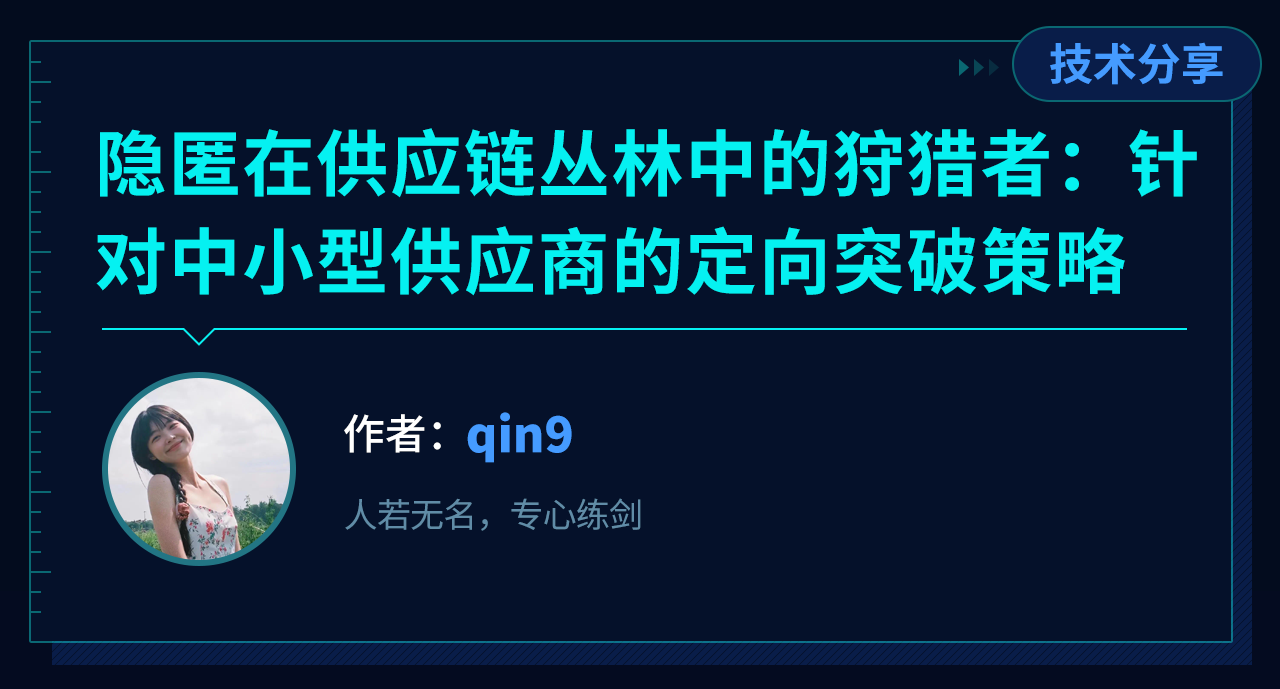 技术分享
隐匿在供应链丛林中的狩猎者：针
对中小型供应商的定向突破策略
作者：qin9
人若无名，专心练剑